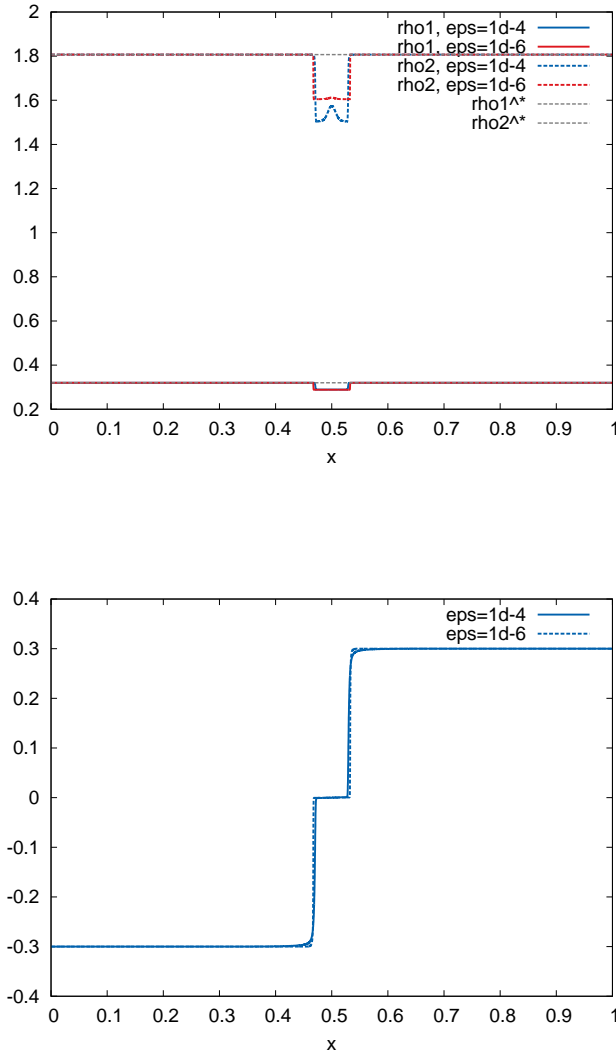 2
1.8
1.6
1.4
1.2
1
0.8
0.6
0.4
0.2
rho1, eps=1d-4
rho1, eps=1d-6
rho2, eps=1d-4
rho2, eps=1d-6
rho1^*
rho2^*
0 0.1 0.2 0.3 0.4 0.5 0.6 0.7 0.8 0.9 1
x
0.4
0.3
0.2
0.1
0
-0.1
-0.2
-0.3
-0.4
eps=1d-4
eps=1d-6
0 0.1 0.2 0.3 0.4 0.5 0.6 0.7 0.8 0.9 1
x